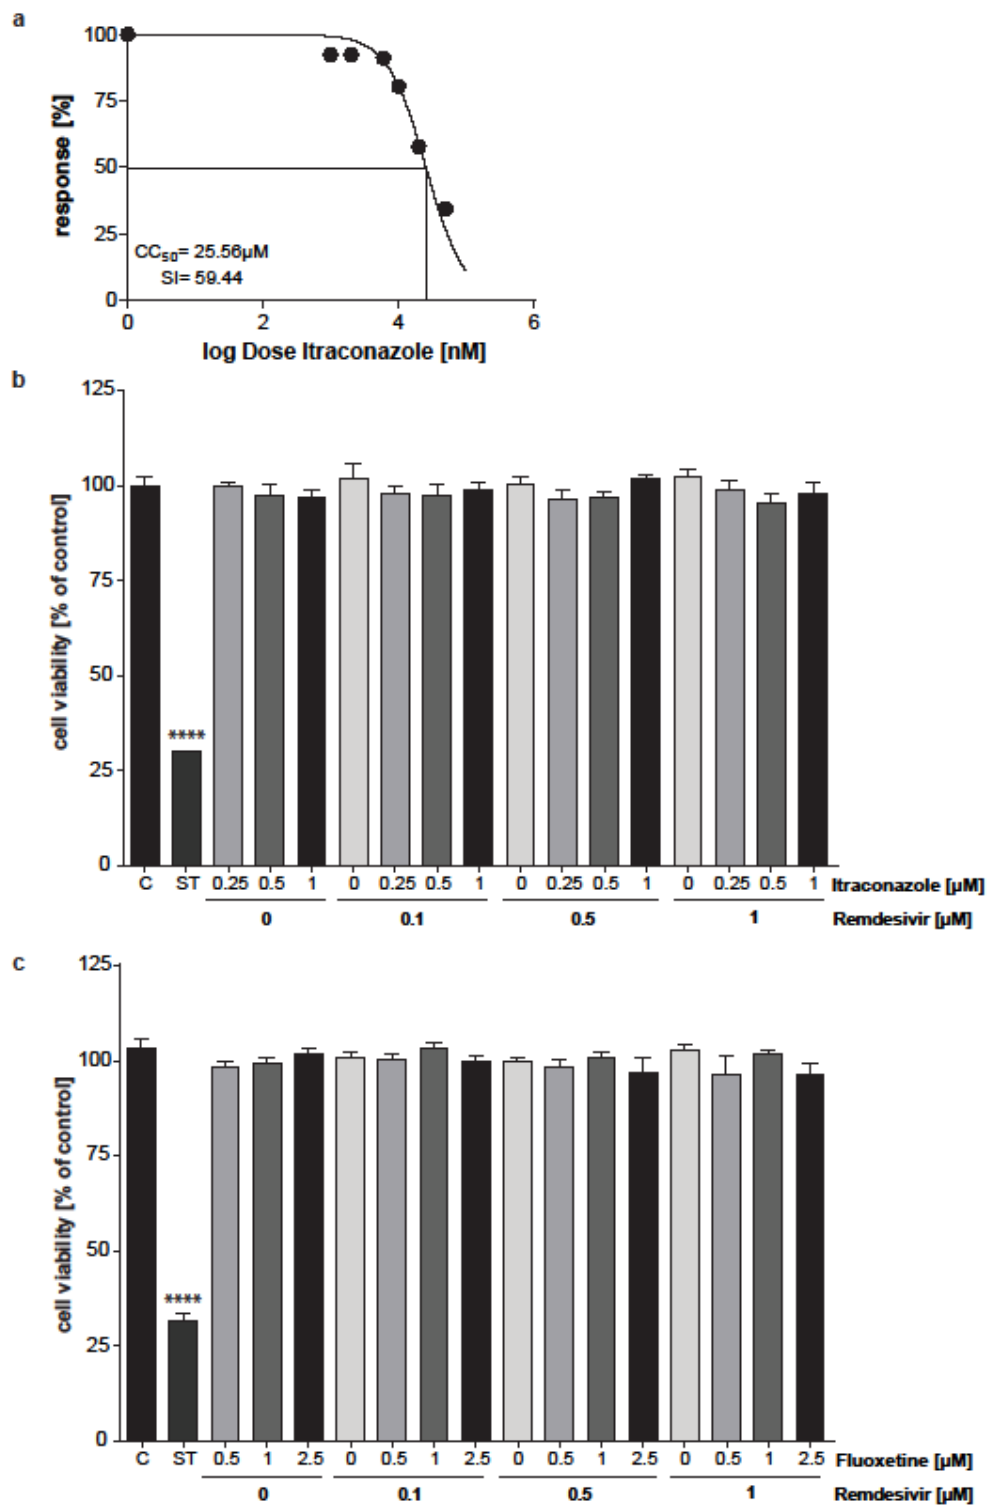 a
100
75
50
25
0
response [%]
CC50= 25.56µM
SI= 59.44
0 2 4 6
log Dose Itraconazole [nM]
b
125
100
75
50
25
0
cell viability [% of control]
****
C ST 0.25 0.5 1 0 0.25 0.5 1 0 0.25 0.5 1 0 0.25 0.5 1 Itraconazole [µM]
0 0.1 0.5 1 Remdesivir [µM]
c
125
100
75
50
25
0
cell viability [% of control]
****
C ST 0.5 1 2.5 0 0.5 1 2.5 0 0.5 1 2.5 0 0.5 1 2.5 Fluoxetine [µM]
0 0.1 0.5 1 Remdesivir [µM]